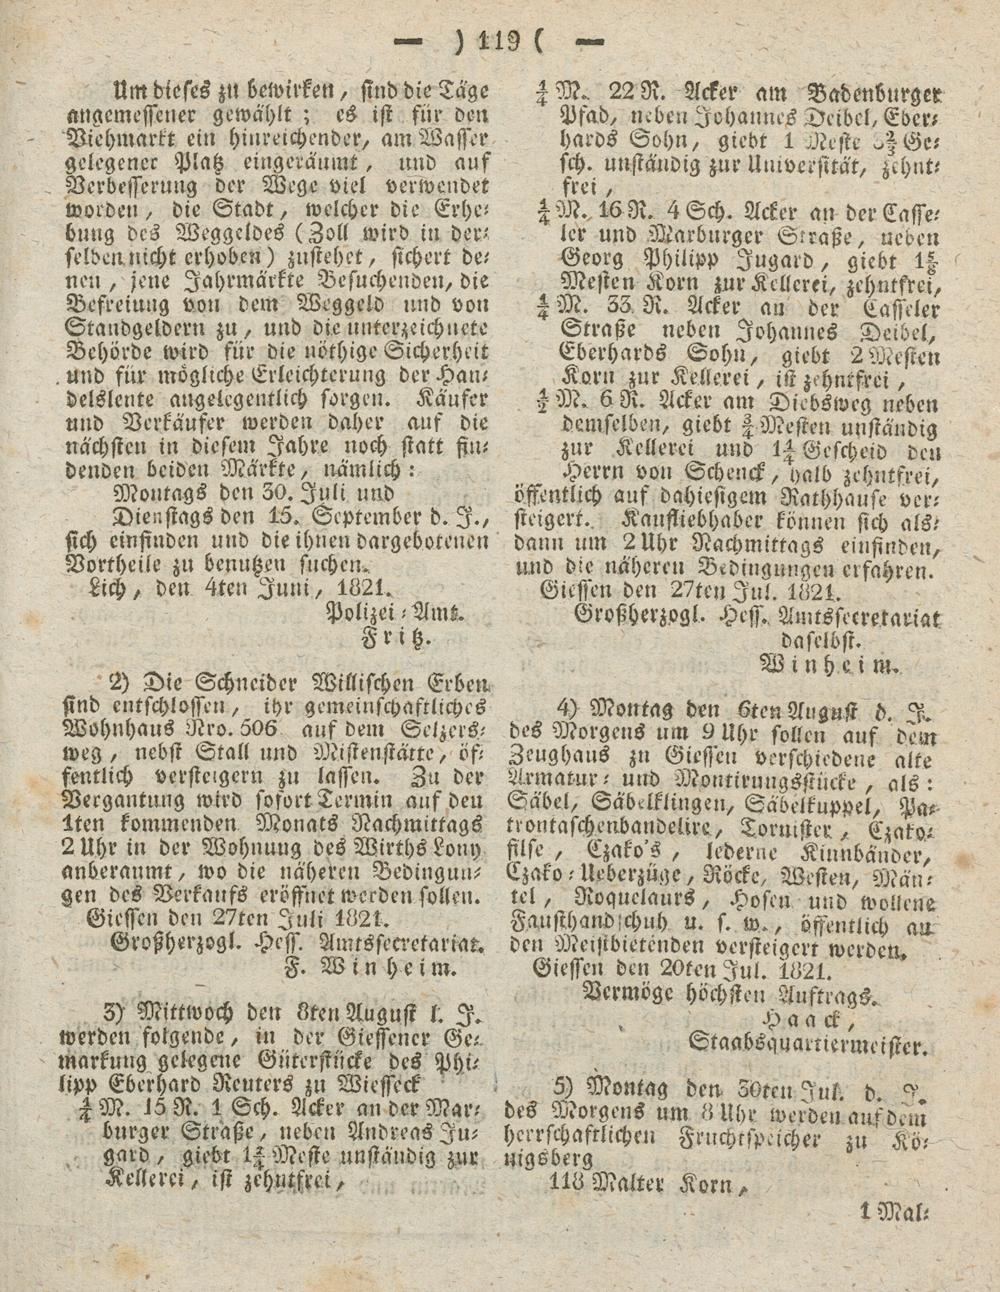 — ) 119 ( —
Um dieses zu bewirken, sind die Täge
angemessener gewählt; es ist für den
Viehmarkt ein hinreichender, am Wasser
gelegener Platz eingeräumt, und auf
Verbesserung der Wege viel verwendet
worden, die Stadt, welcher die Erhe-
bung des Weggeldes (Zoll wird in der-
selben nicht erhoben) zustehet, sichert de-
nen, jene Jahrmärkte Besuchenden, die
Befreiung von dem Weggeld und von
Standgeldern zu, und die unterzeichnete
Behörde wird für die nöthige Sicherheit
und für mögliche Erleichterung der Han-
delsleute angelegentlich sorgen. Käufer
und Verkäufer werden daher auf die
nächsten in diesem Jahre noch statt fin-
denden beiden Märkte, nämlich:
Montags den 30. Juli und
Dienstags den 15. September d. J.,
sich einfinden und die ihnen dargebotenen
Vortheile zu benutzen suchen.
Lich, den 4ten Juni, 1821.
Polizei-Amt.
Fritz.
2) Die Schneider Willischen Erben
sind entschlossen, ihr gemeinschaftliches
Wohnhaus Nro. 506 auf dem Selzers-
weg, nebst Stall und Mistenstätte, öf-
fentlich versteigern zu lassen. Zu der
Vergantung wird sofort Termin auf den
1ten kommenden Monats Nachmittags
2 Uhr in der Wohnung des Wirths Lony
anberaumt, wo die näheren Bedingun-
gen des Verkaufs eröffnet werden sollen.
Giessen den 27ten Juli 1821.
Großherzogl. Hess. Amtssecretariat.
F. Winheim.
3) Mittwoch den 8ten August l. J.
werden folgende, in der Giessener Ge-
markung gelegene Güterstücke des Phi-
lipp Eberhard Reuters zu Wiesseck
¼ M. 15 R. 1 Sch. Acker an der Mar-
burger Straße, neben Andreas Ju-
gard, giebt 1¾ Meste unständig zur
Kellerei, ist zehntfrei,
¼ M. 22 R. Acker am Badenburger
Pfad, neben Johannes Deibel, Eber-
hards Sohn, giebt 1 Meste Ge-
sch. unständig zur Universität, zehnt-
frei,
¼ M. 16 R. 4 Sch. Acker an der Casse-
ler und Marburger Straße, neben
Georg Philipp Jugard, giebt 1⅝
Mesten Korn zur Kellerei, zehntfrei,
¼ M. 33 R. Acker an der Casseler
Straße neben Johannes Deibel,
Eberhards Sohn, giebt 2 Mesten
Korn zur Kellerei, ist zehntfrei,
½ M. 6 R. Acker am Diebsweg neben
demselben, giebt ¾ Mesten unständig
zur Kellerei und 1¼ Gescheid den
Herrn von Schenck, halb zehntfrei,
öffentlich auf dahiesigem Rathhause ver-
steigert. Kaufliebhaber können sich als-
dann um 2 Uhr Nachmittags einfinden,
und die näheren Bedingungen erfahren.
Giessen den 27ten Jul. 1821.
Großherzogl. Hess. Amtssecretariat
daselbst.
Winheim.
4) Montag den 6ten August d. J.
des Morgens um 9 Uhr sollen auf dem
Zeughaus zu Giessen verschiedene alte
Armatur- und Montirungsstücke, als:
Säbel, Säbelklingen, Säbelkuppel, Pa-
trontaschenbandelire, Tornister, Czako-
filse, Czako's, lederne Kinnbänder,
Czako-Ueberzüge, Röcke, Westen, Män-
tel, Roquelaurs, Hosen und wollene
Fausthandschuh u. s. w., öffentlich an
den Meistbietenden versteigert werden.
Giessen den 20ten Jul. 1821.
Vermöge höchsten Auftrags.
Haack,
Staabsquartiermeister.
5) Montag den 30ten Jul. d. J.
des Morgens um 8 Uhr werden auf dem
herrschaftlichen Fruchtspeicher zu Kö-
nigsberg
118 Malter Korn,
1 Mal-